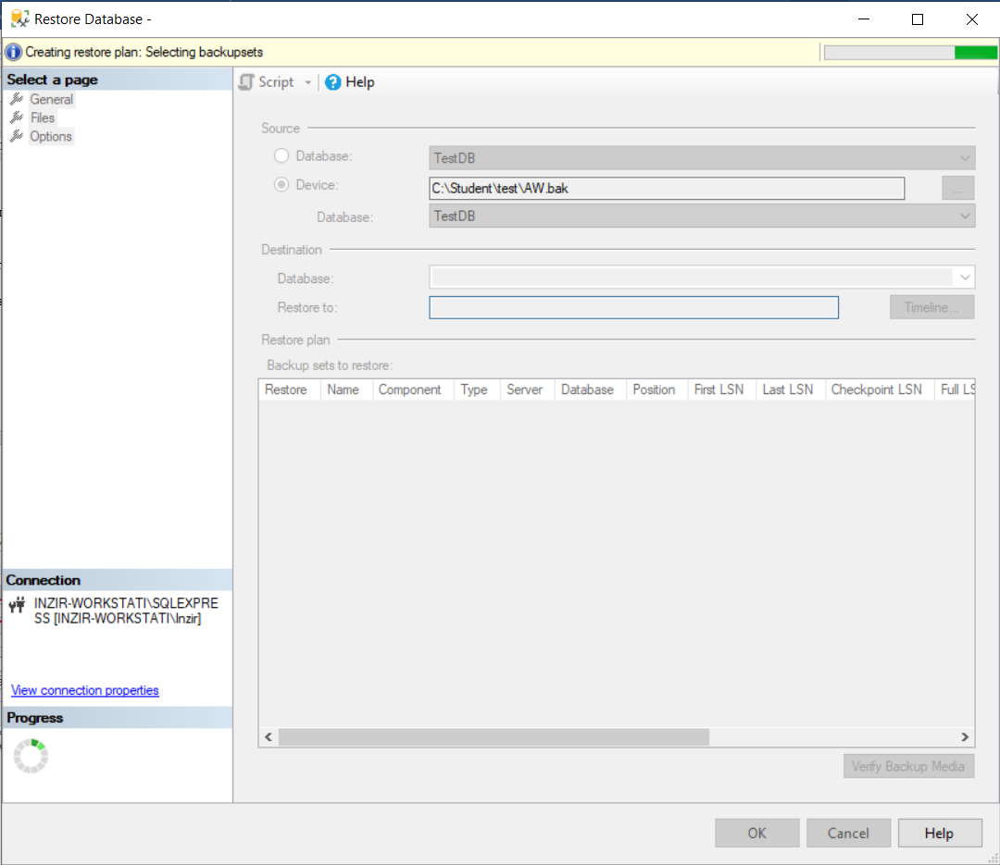 Restore Database -
Creating restore plan: Selecting backupsets
Select a page
General
Files
Options
Script
Help
Source
Database:
TestDB
Device:
C:\Student\test\AW.bak
...
Database:
TestDB
Destination
Database:
Restore to:
Timeline...
Restore plan
Backup sets to restore:
Restore Name Component Type Server Database Position First LSN Last LSN Checkpoint LSN Full LS
Connection
INZIR-WORKSTATI\SQLEXPRE
SS [INZIR-WORKSTATI\Inzir]
View connection properties
Progress
Verify Backup Media
OK Cancel Help